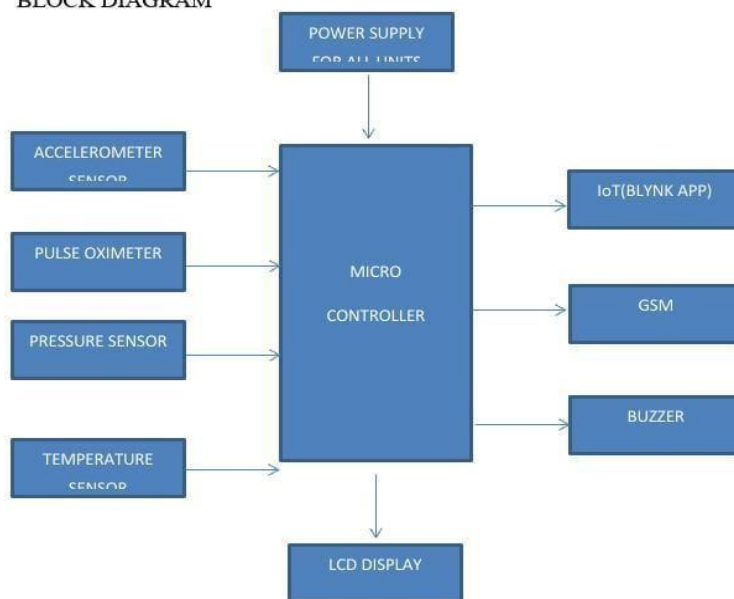 BLOCK DIAGRAM
POWER SUPPLY
FOR ALL UNITS
ACCELEROMETER
SENSOR
IoT(BLYNK APP)
PULSE OXIMETER
MICRO
CONTROLLER
GSM
PRESSURE SENSOR
BUZZER
TEMPERATURE
SENSOR
LCD DISPLAY